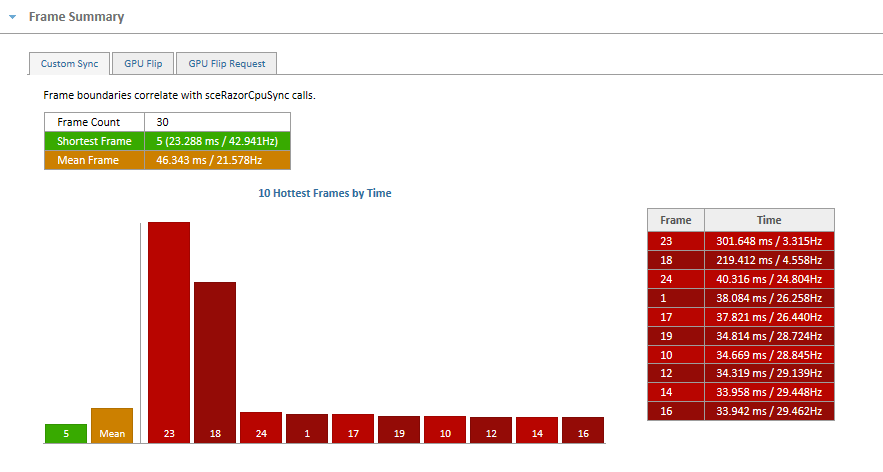 Frame Summary
Custom Sync GPU Flip GPU Flip Request
Frame boundaries correlate with sceRazorCpuSync calls.
Frame Count 30
Shortest Frame 5 (23.288 ms / 42.941Hz)
Mean Frame 46.343 ms / 21.578Hz
10 Hottest Frames by Time
Frame Time
23 301.648 ms / 3.315Hz
18 219.412 ms / 4.558Hz
24 40.316 ms / 24.804Hz
1 38.084 ms / 26.258Hz
17 37.821 ms / 26.440Hz
19 34.814 ms / 28.724Hz
10 34.669 ms / 28.845Hz
12 34.319 ms / 29.139Hz
14 33.958 ms / 29.448Hz
16 33.942 ms / 29.462Hz
5 Mean 23 18 24 1 17 19 10 12 14 16